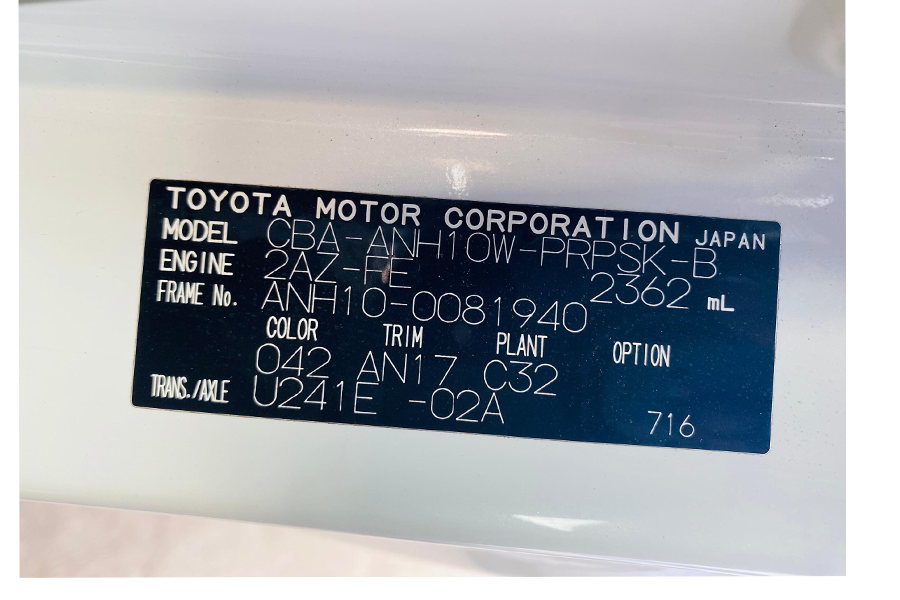 TOYOTA MOTOR CORPORATION JAPAN
MODEL CBA-ANH10W-PRPSK-B
ENGINE 2AZ-FE 2362 mL
FRAME No. ANH10-0081940
COLOR TRIM PLANT OPTION
042 AN17 C32
TRANS./AXLE U241E -02A
716